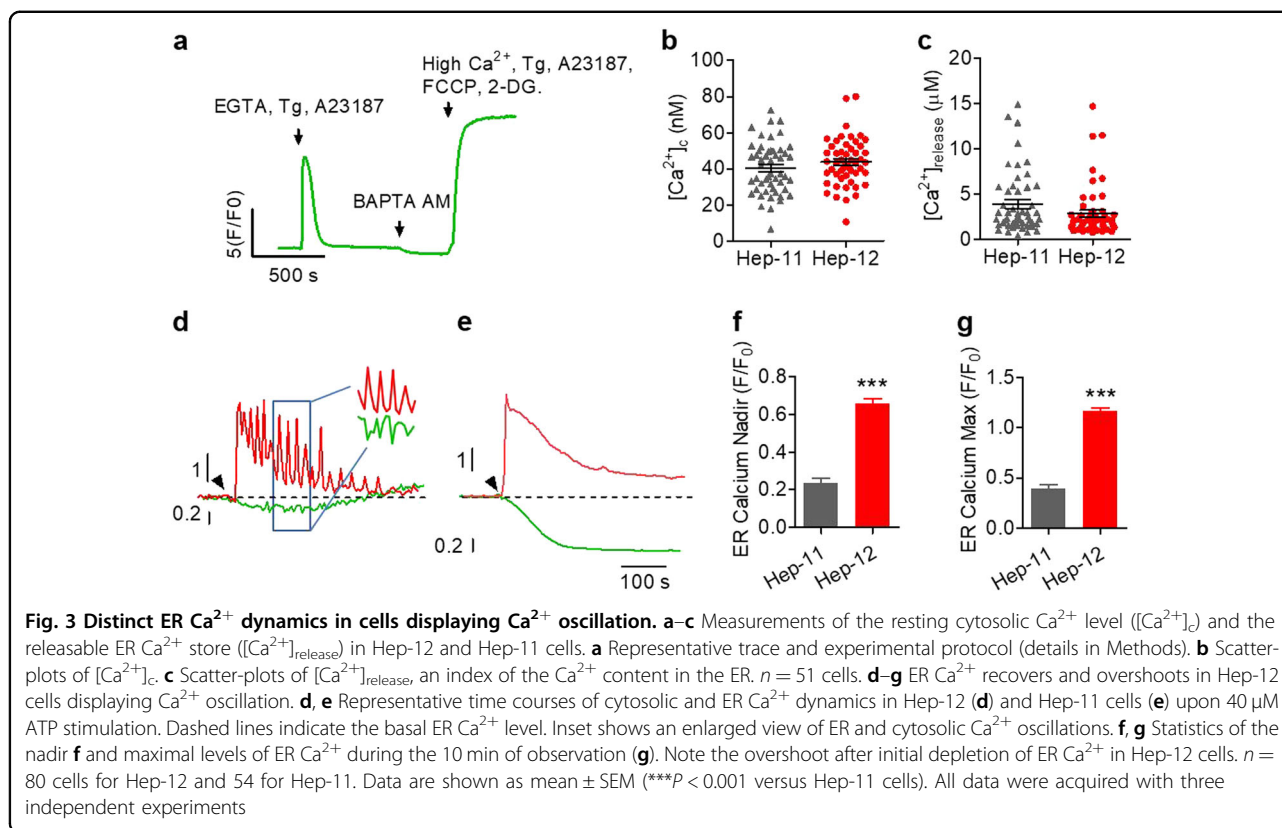 a
EGTA, Tg, A23187
High Ca²⁺, Tg, A23187,
FCCP, 2-DG.
BAPTA AM
5(F/F0)
500 s
b
[Ca²⁺]c (nM)
100
80
60
40
20
0
Hep-11 Hep-12
c
[Ca²⁺]release (μM)
20
15
10
5
0
Hep-11 Hep-12
d
1
0.2
e
1
0.2
100 s
f
ER Calcium Nadir (F/F₀)
0.8
0.6
0.4
0.2
0.0
***
Hep-11 Hep-12
g
ER Calcium Max (F/F₀)
1.5
1.0
0.5
0.0
***
Hep-11 Hep-12
Fig. 3 Distinct ER Ca²⁺ dynamics in cells displaying Ca²⁺ oscillation. a–c Measurements of the resting cytosolic Ca²⁺ level ([Ca²⁺]c) and the
releasable ER Ca²⁺ store ([Ca²⁺]release) in Hep-12 and Hep-11 cells. a Representative trace and experimental protocol (details in Methods). b Scatter-
plots of [Ca²⁺]c. c Scatter-plots of [Ca²⁺]release, an index of the Ca²⁺ content in the ER. n = 51 cells. d–g ER Ca²⁺ recovers and overshoots in Hep-12
cells displaying Ca²⁺ oscillation. d, e Representative time courses of cytosolic and ER Ca²⁺ dynamics in Hep-12 (d) and Hep-11 cells (e) upon 40 μM
ATP stimulation. Dashed lines indicate the basal ER Ca²⁺ level. Inset shows an enlarged view of ER and cytosolic Ca²⁺ oscillations. f, g Statistics of the
nadir f and maximal levels of ER Ca²⁺ during the 10 min of observation (g). Note the overshoot after initial depletion of ER Ca²⁺ in Hep-12 cells. n =
80 cells for Hep-12 and 54 for Hep-11. Data are shown as mean ± SEM (***P < 0.001 versus Hep-11 cells). All data were acquired with three
independent experiments